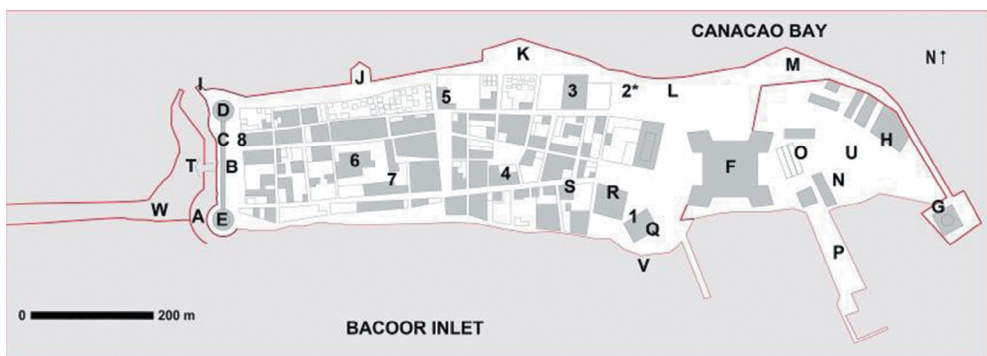 CANACAO BAY
N↑
K
M
I
J
D
5
3
2*
L
C
8
H
T
B
6
F
O
U
7
4
N
S
R
W
A
E
1
Q
G
V
P
0
200 m
BACOOR INLET